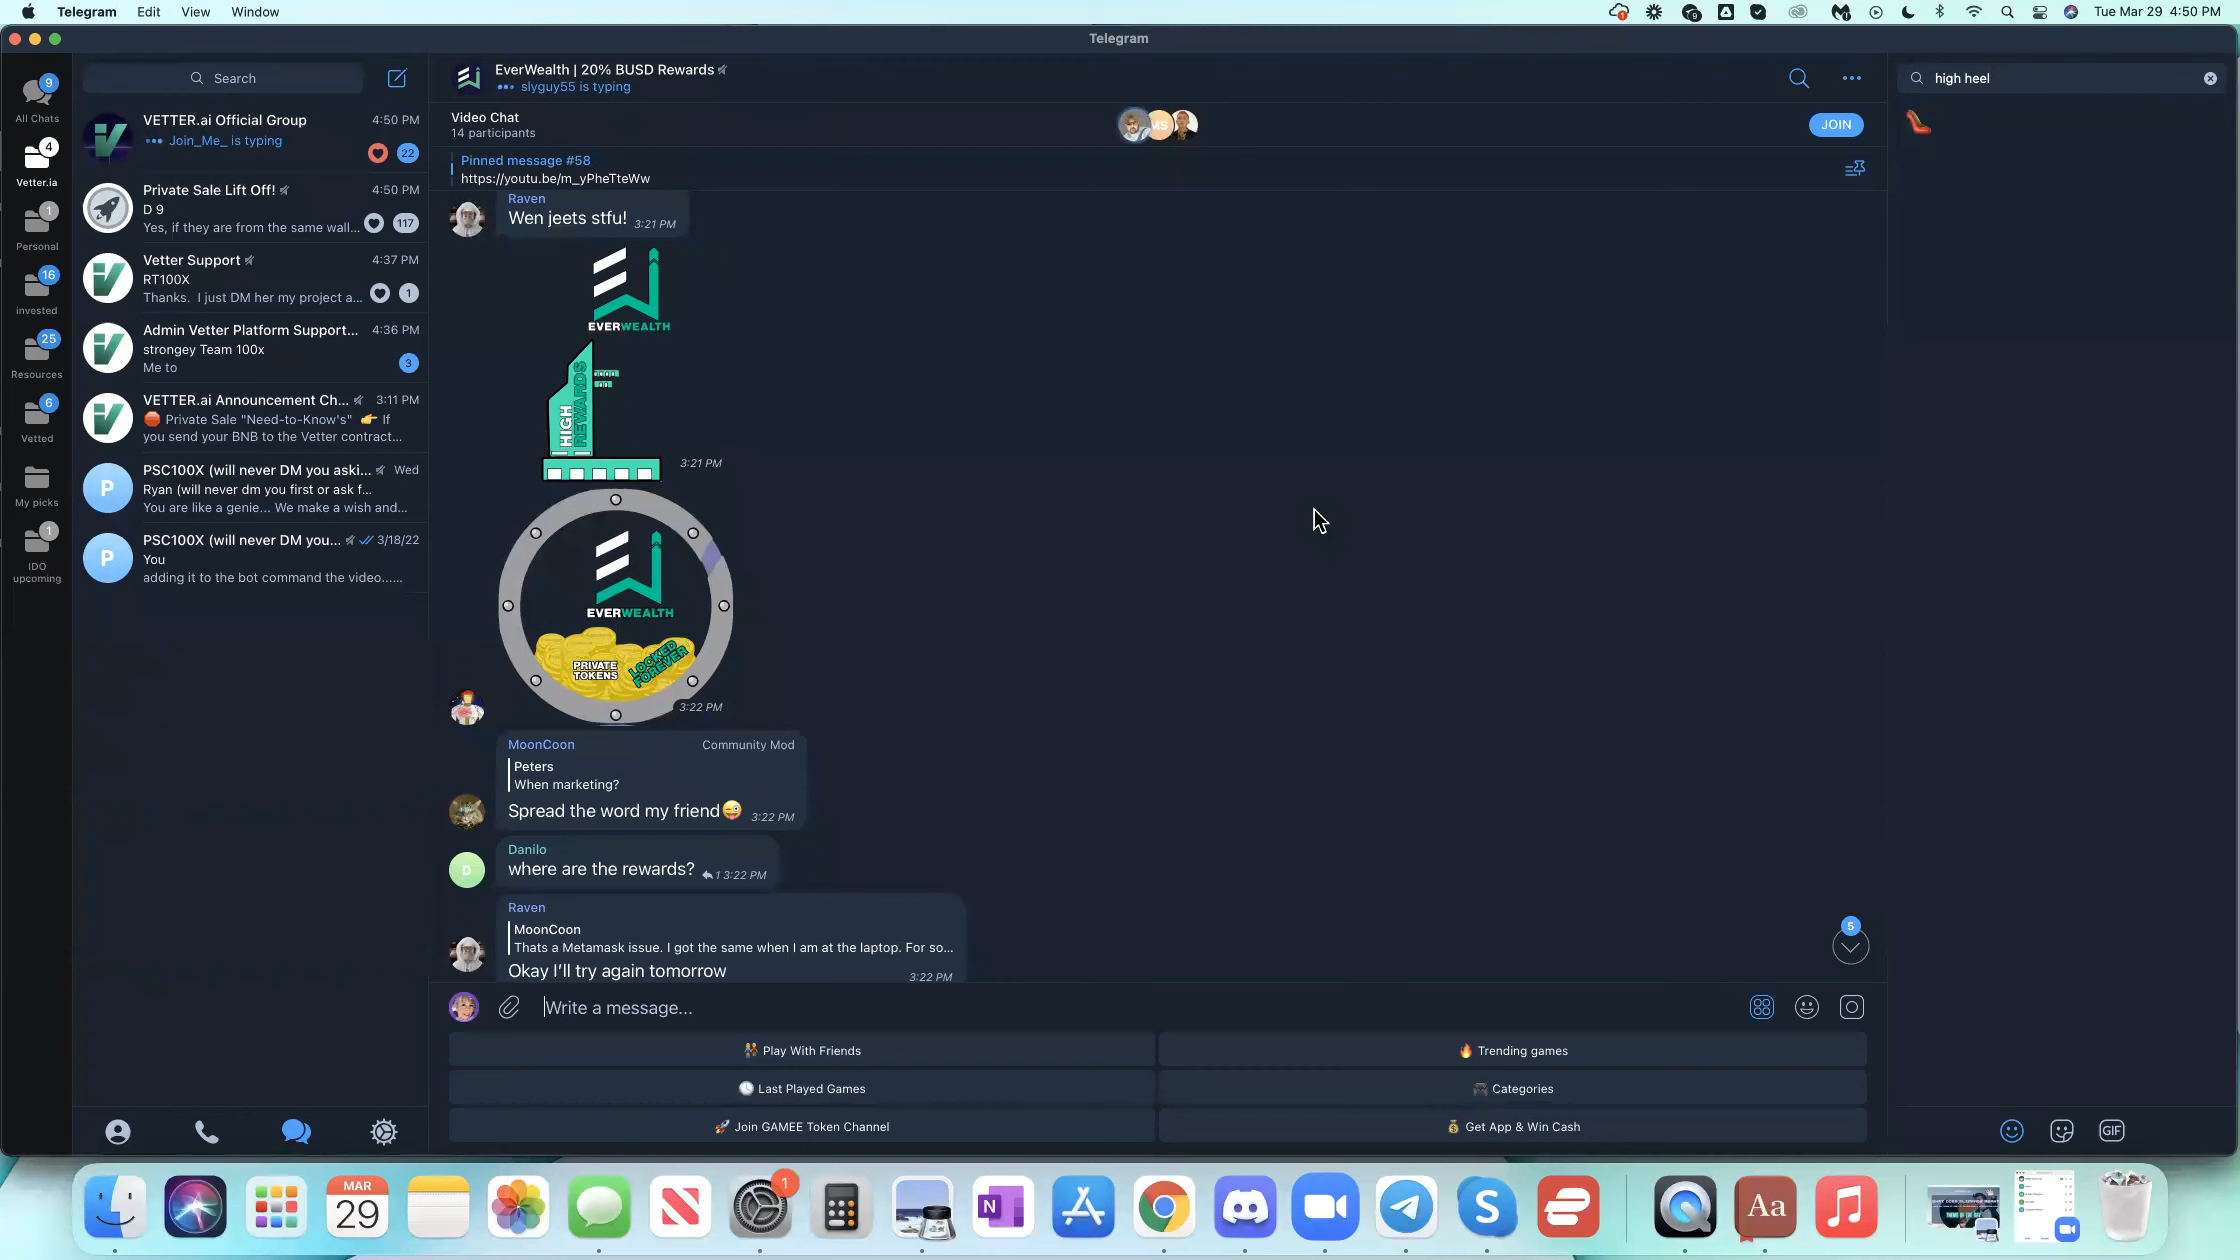 Telegram Edit View Window
Tue Mar 29 4:50 PM
Telegram
9
All Chats
4
Vetter.ia
1
Personal
16
invested
25
Resources
6
Vetted
My picks
1
IDO
upcoming
Search
VETTER.ai Official Group 4:50 PM
Join_Me_ is typing
22
Private Sale Lift Off! 4:50 PM
D 9
Yes, if they are from the same wall... 117
Vetter Support 4:37 PM
RT100X
Thanks. I just DM her my project a... 1
Admin Vetter Platform Support... 4:36 PM
strongey Team 100x
Me to 3
VETTER.ai Announcement Ch... 3:11 PM
🛑 Private Sale "Need-to-Know's" 👉 If
you send your BNB to the Vetter contract...
P
PSC100X (will never DM you aski... Wed
Ryan (will never dm you first or ask f...
You are like a genie... We make a wish and...
P
PSC100X (will never DM you... 3/18/22
You
adding it to the bot command the video......
EverWealth | 20% BUSD Rewards
slyguy55 is typing
Video Chat
14 participants
MS
JOIN
Pinned message #58
https://youtu.be/m_yPheTteWw
Raven
Wen jeets stfu! 3:21 PM
EVERWEALTH
HIGH
REWARDS
3:21 PM
EVERWEALTH
PRIVATE
TOKENS
LOCKED
FOREVER
3:22 PM
MoonCoon Community Mod
Peters
When marketing?
Spread the word my friend😜 3:22 PM
D
Danilo
where are the rewards? 1 3:22 PM
Raven
MoonCoon
Thats a Metamask issue. I got the same when I am at the laptop. For so...
Okay I'll try again tomorrow 3:22 PM
5
Write a message...
Play With Friends
🔥 Trending games
Last Played Games
🎮 Categories
🚀 Join GAMEE Token Channel
💰 Get App & Win Cash
high heel
GIF
MAR
29
1
N
S
Aa